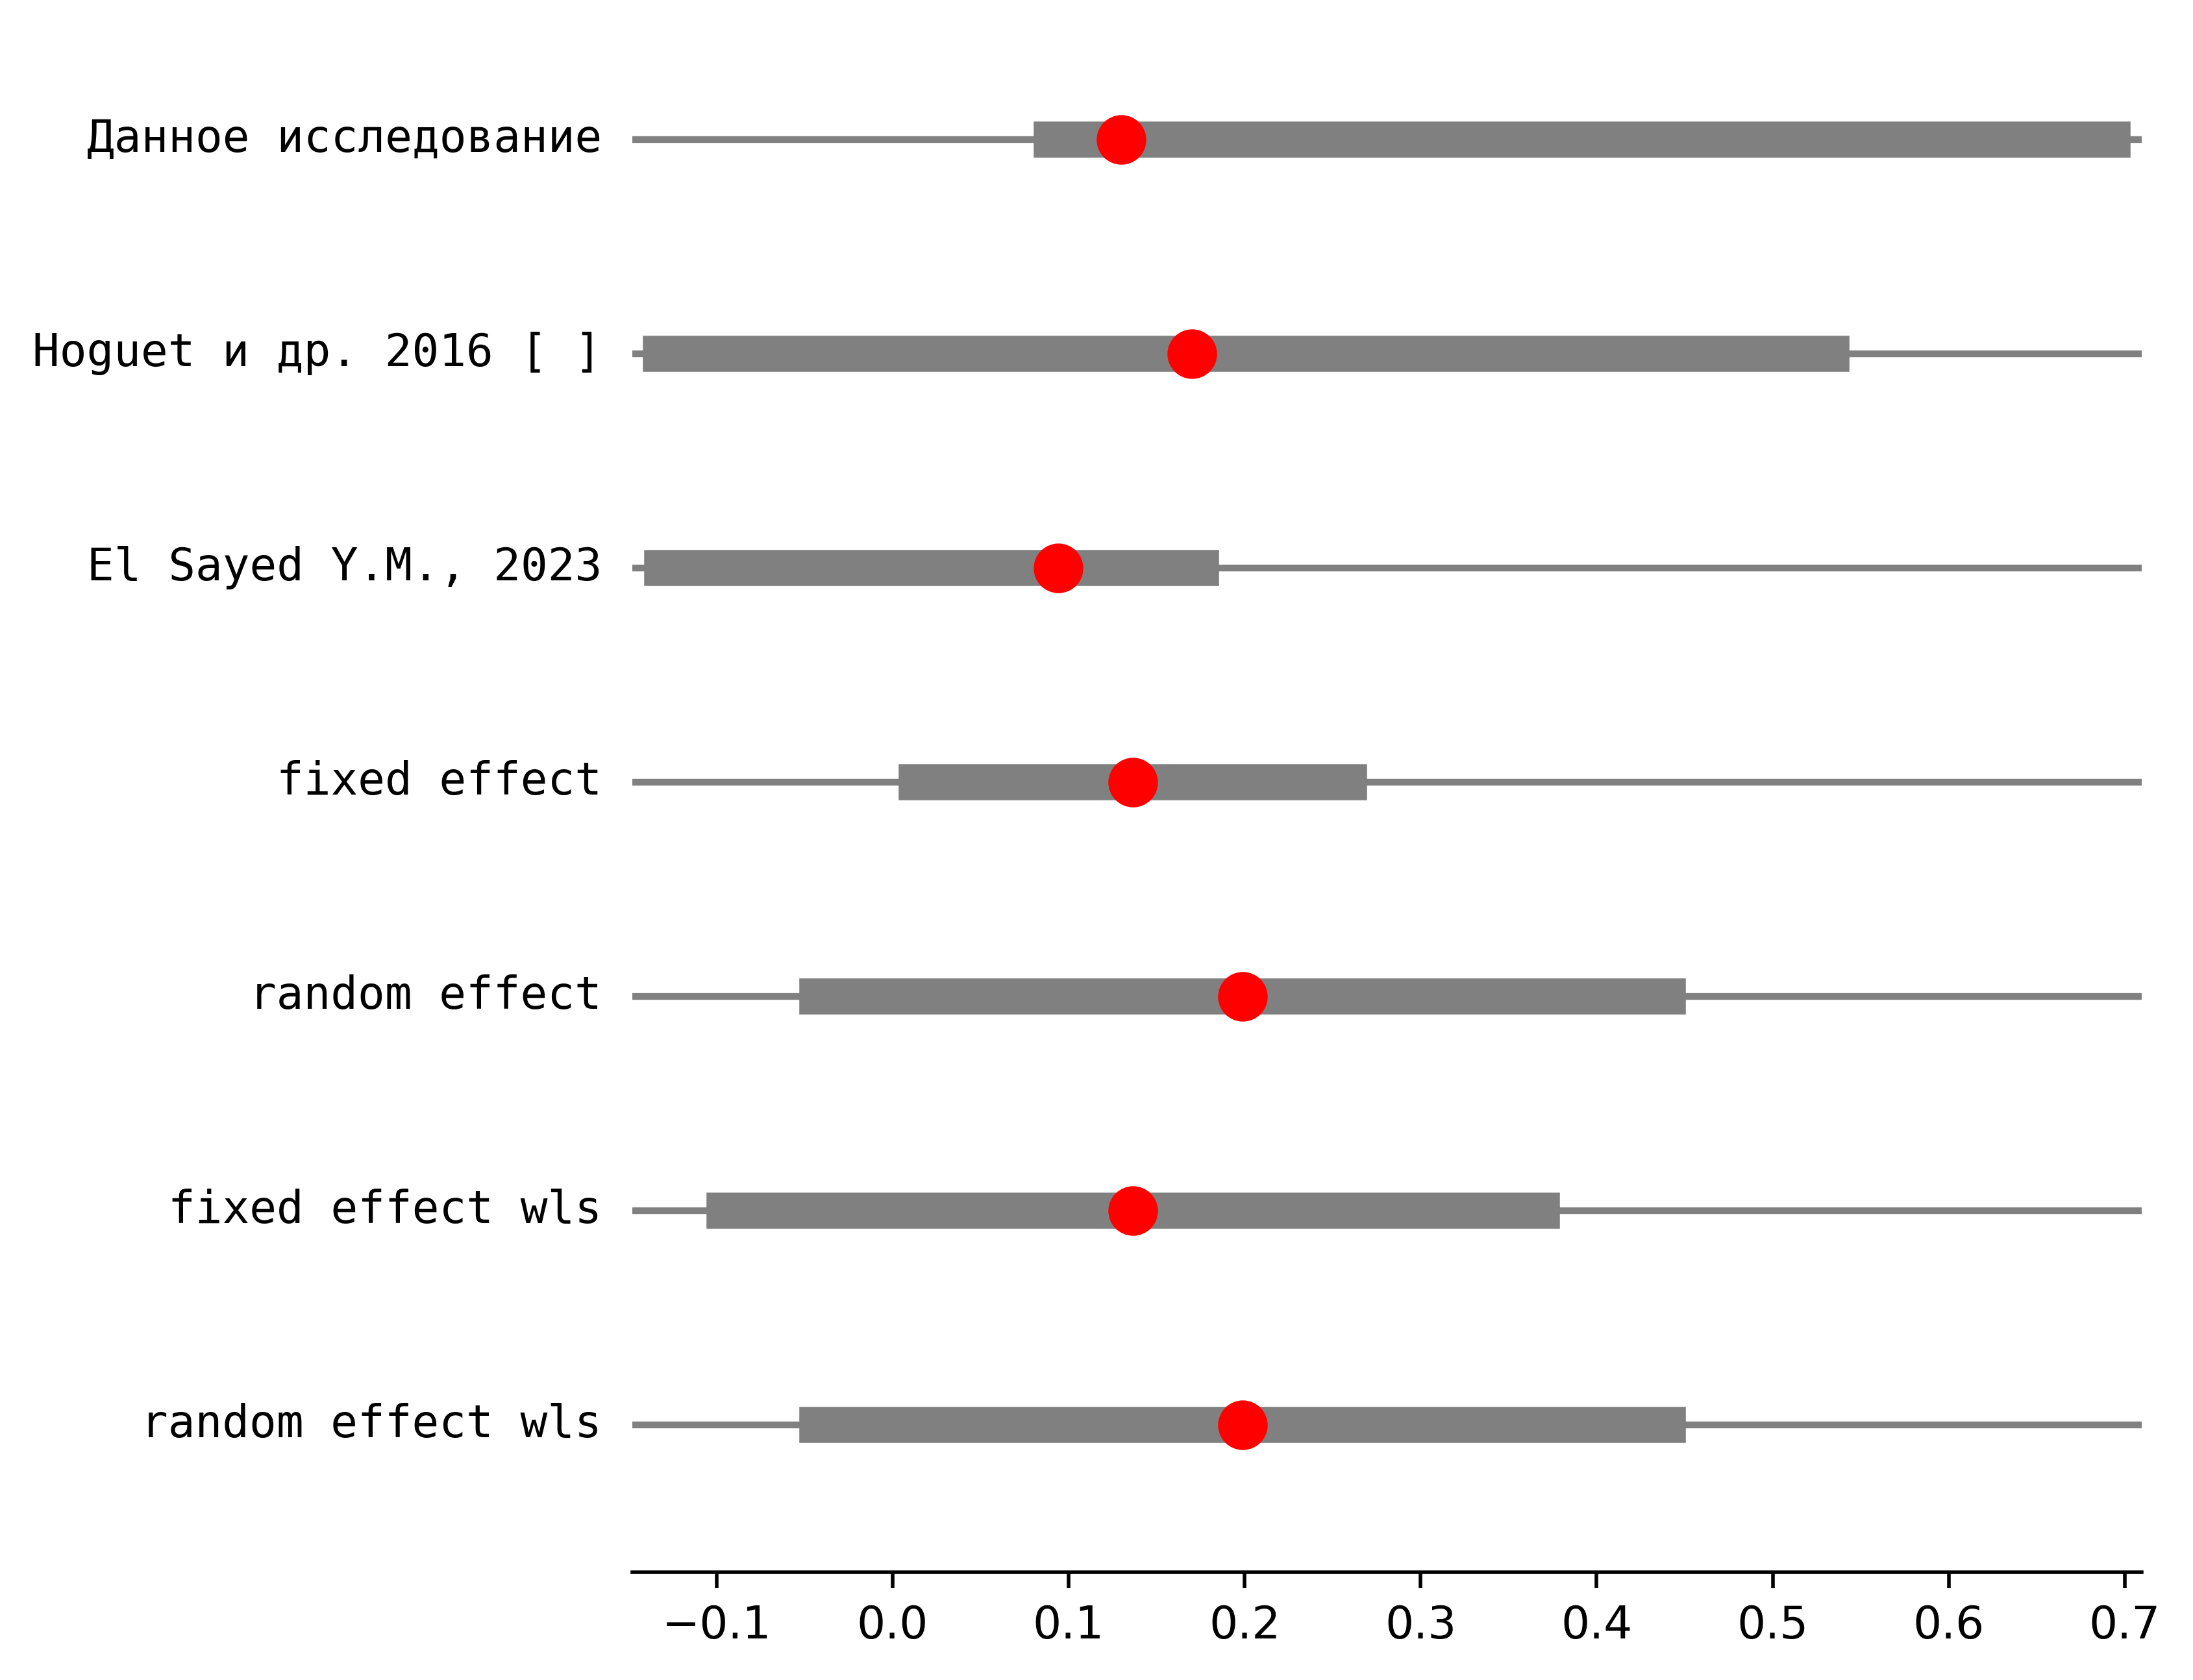 Данное исследование
Hoguet и др. 2016 [ ]
El Sayed Y.M., 2023
fixed effect
random effect
fixed effect wls
random effect wls
−0.1 0.0 0.1 0.2 0.3 0.4 0.5 0.6 0.7